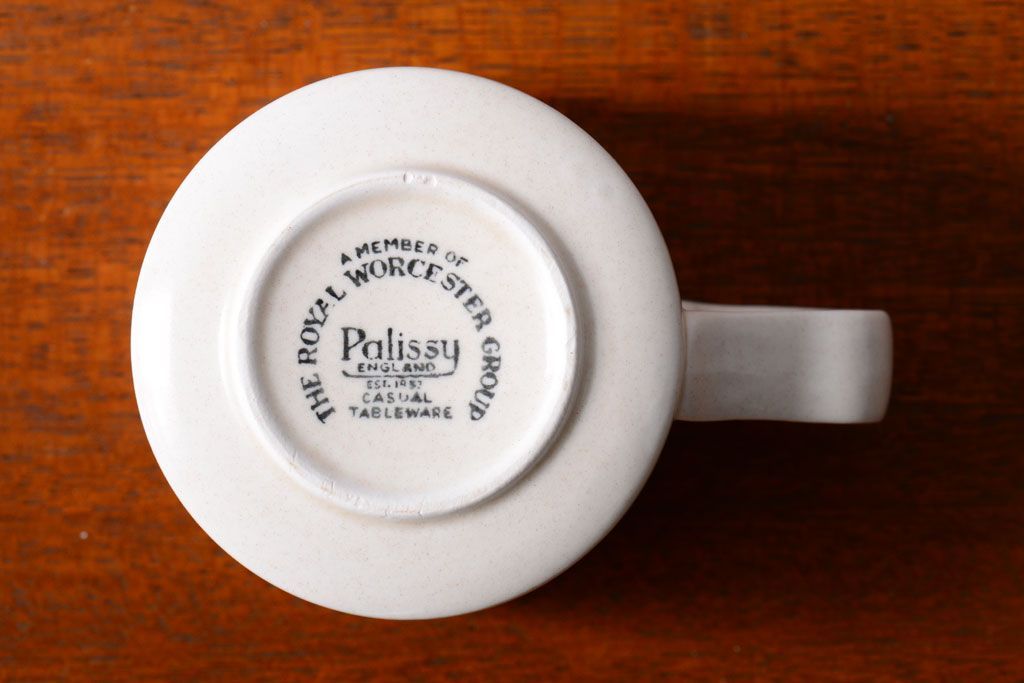 A MEMBER OF
THE ROYAL WORCESTER GROUP
Palissy
ENGLAND
EST. 1853
CASUAL
TABLEWARE